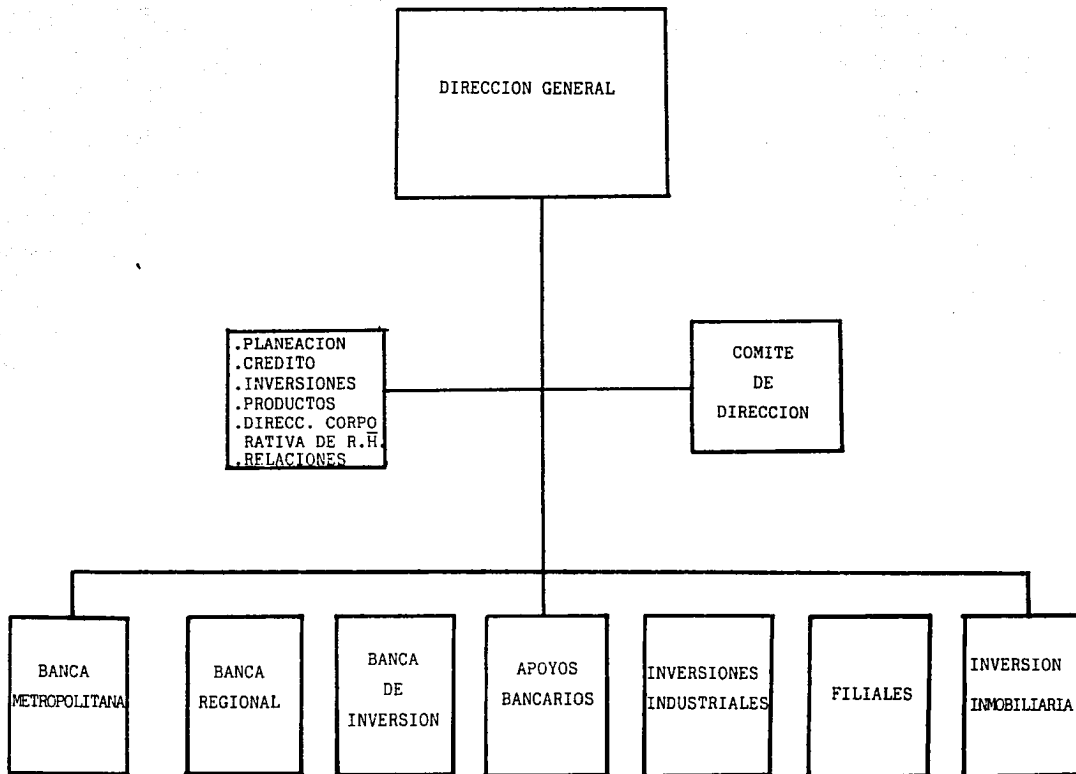 DIRECCION GENERAL
.PLANEACION
.CREDITO
.INVERSIONES
.PRODUCTOS
.DIRECC. CORPO
RATIVA DE R.H.
.RELACIONES
COMITE
DE
DIRECCION
BANCA
METROPOLITANA
BANCA
REGIONAL
BANCA
DE
INVERSION
APOYOS
BANCARIOS
INVERSIONES
INDUSTRIALES
FILIALES
INVERSION
INMOBILIARIA